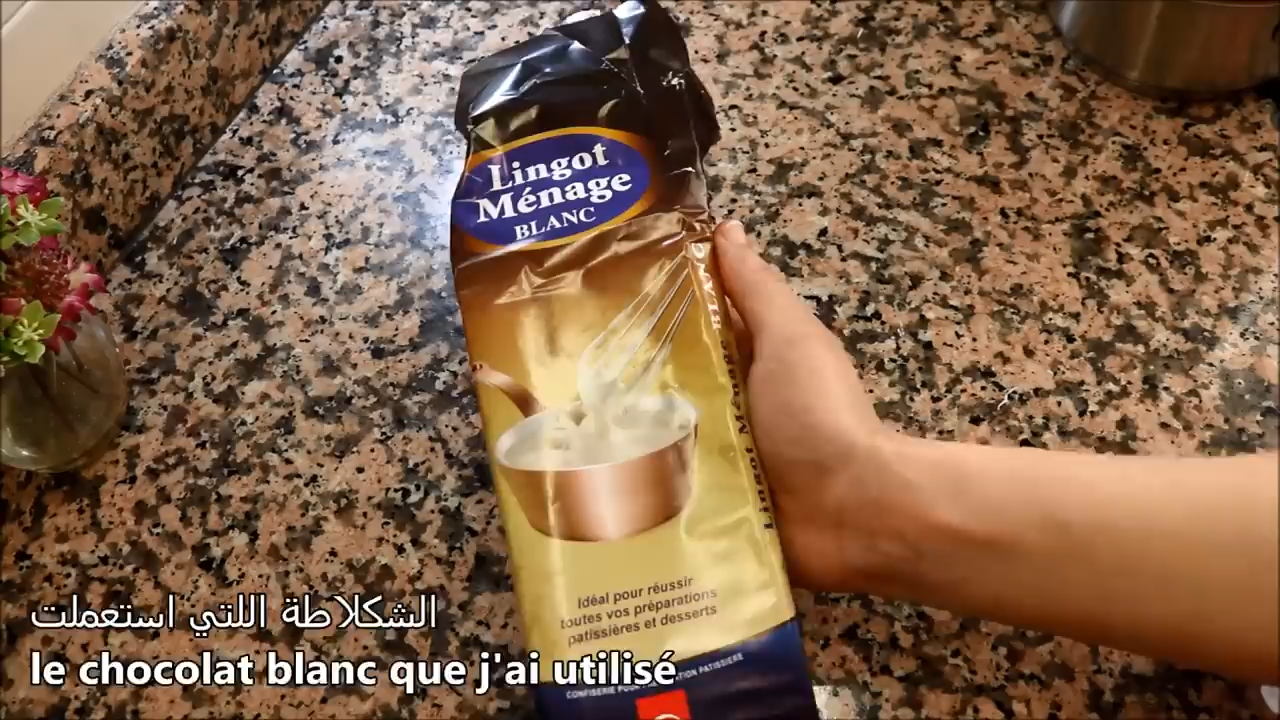 Lingot
Ménage
BLANC
Idéal pour réussir
toutes vos préparations
patissières et desserts
الشكلاطة اللتي استعملت
le chocolat blanc que j'ai utilisé